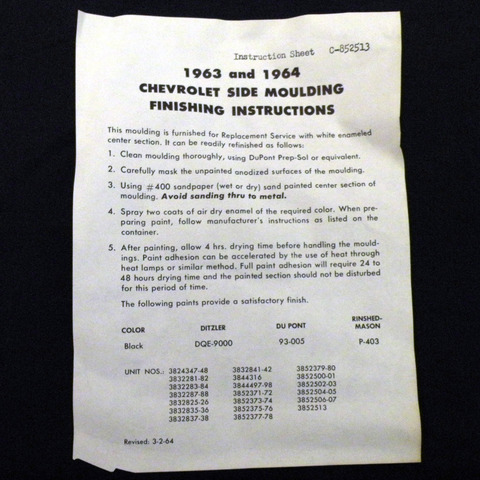 Instruction Sheet C-852513
1963 and 1964
CHEVROLET SIDE MOULDING
FINISHING INSTRUCTIONS
This moulding is furnished for Replacement Service with white enameled
center section. It can be readily refinished as follows:
1. Clean moulding thoroughly, using DuPont Prep-Sol or equivalent.
2. Carefully mask the unpainted anodized surfaces of the moulding.
3. Using #400 sandpaper (wet or dry) sand painted center section of
moulding. Avoid sanding thru to metal.
4. Spray two coats of air dry enamel of the required color. When pre-
paring paint, follow manufacturer's instructions as listed on the
container.
5. After painting, allow 4 hrs. drying time before handling the mould-
ings. Paint adhesion can be accelerated by the use of heat through
heat lamps or similar method. Full paint adhesion will require 24 to
48 hours drying time and the painted section should not be disturbed
for this period of time.
The following paints provide a satisfactory finish.
COLOR DITZLER DU PONT RINSHED-
MASON
Black DQE-9000 93-005 P-403
UNIT NOS.: 3824347-48 3832841-42 3852379-80
3832281-82 3844316 3852500-01
3832283-84 3844497-98 3852502-03
3832287-88 3852371-72 3852504-05
3832825-26 3852373-74 3852506-07
3832835-36 3852375-76 3852513
3832837-38 3852377-78
Revised: 3-2-64